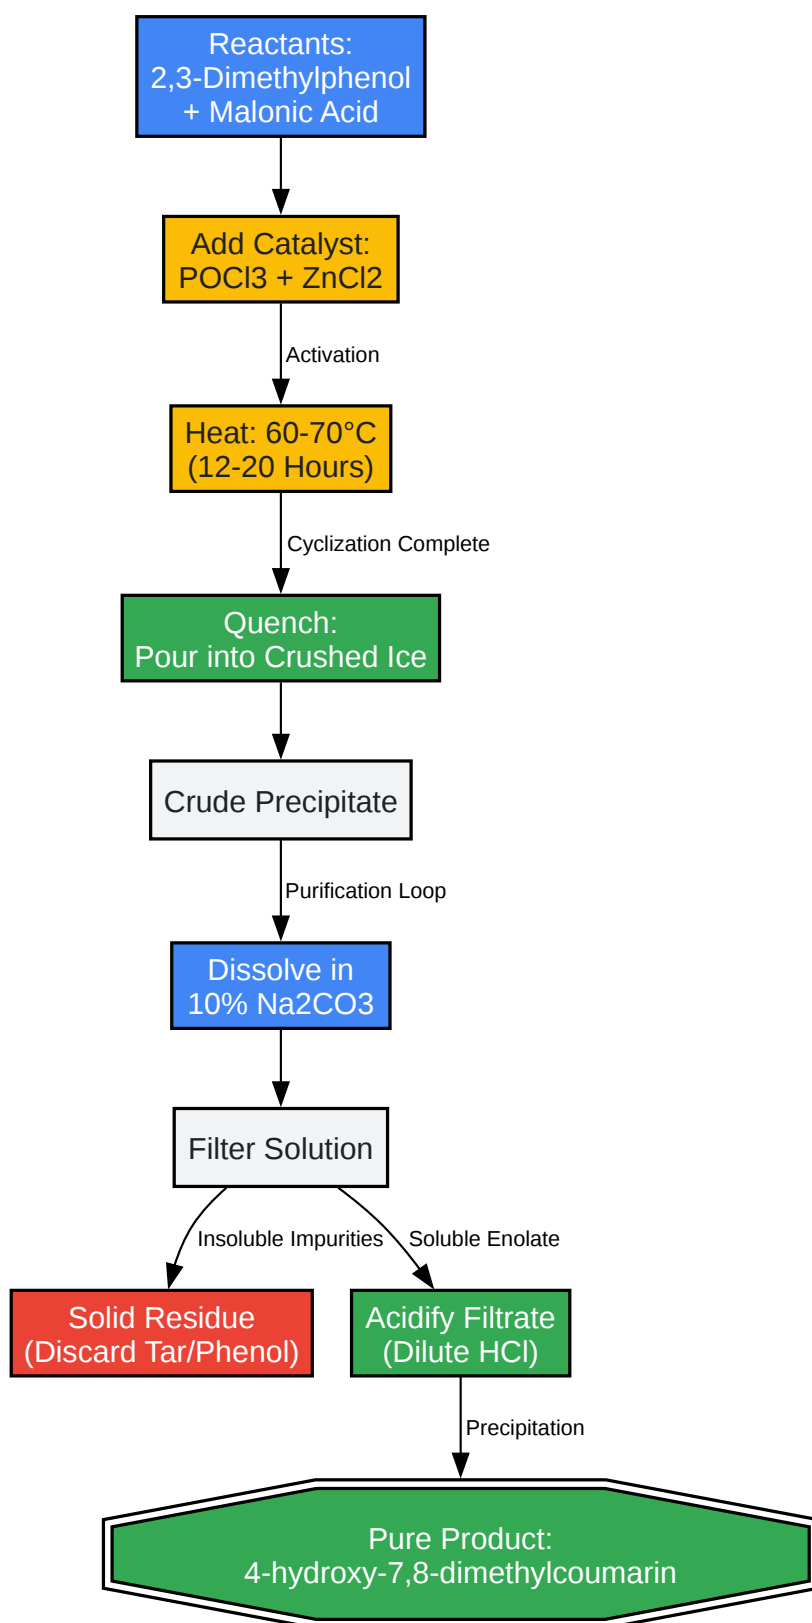 Reactants:
2,3-Dimethylphenol
+ Malonic Acid
Add Catalyst:
POCl3 + ZnCl2
Activation
Heat: 60-70°C
(12-20 Hours)
Cyclization Complete
Quench:
Pour into Crushed Ice
Crude Precipitate
Purification Loop
Dissolve in
10% Na2CO3
Filter Solution
Insoluble Impurities
Soluble Enolate
Solid Residue
(Discard Tar/Phenol)
Acidify Filtrate
(Dilute HCl)
Precipitation
Pure Product:
4-hydroxy-7,8-dimethylcoumarin